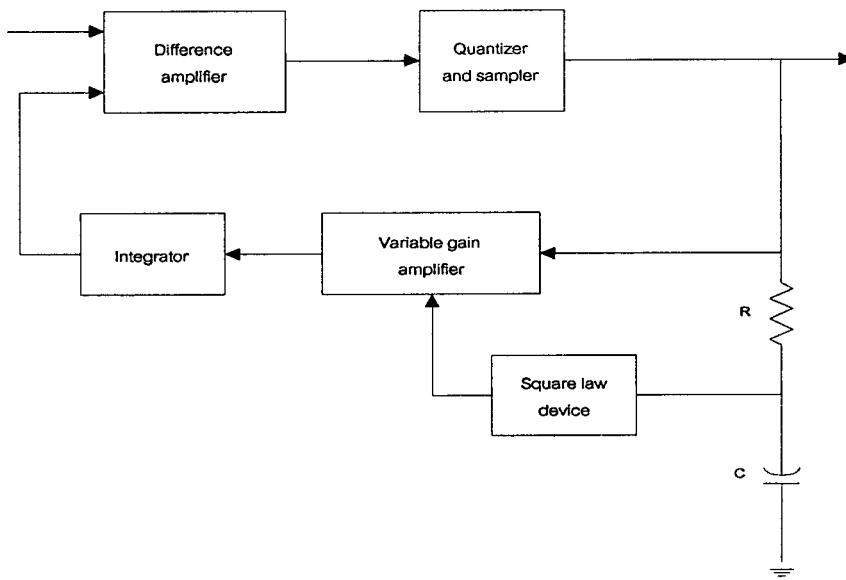 Difference
amplifier
Quantizer
and sampler
Integrator
Variable gain
amplifier
R
Square law
device
C